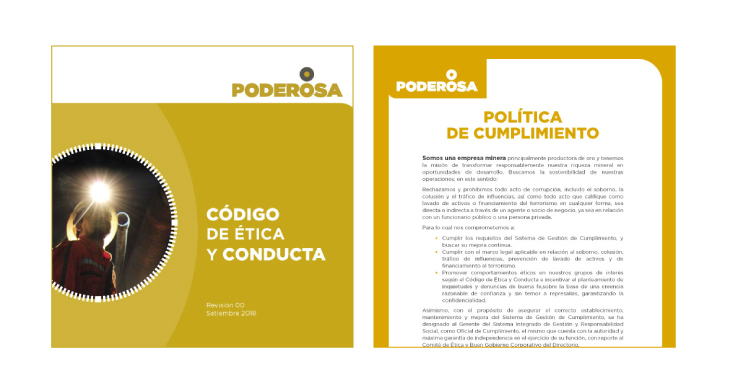 PODEROSA
CÓDIGO
DE ÉTICA
Y CONDUCTA
Revisión 00
Setiembre 2018
PODEROSA
POLÍTICA
DE CUMPLIMIENTO
Somos una empresa minera principalmente productora de oro y tenemos
la misión de transformar responsablemente nuestra riqueza mineral en
oportunidades de desarrollo. Buscamos la sostenibilidad de nuestras
operaciones; en este sentido:
Rechazamos y prohibimos todo acto de corrupción, incluido el soborno, la
colusión y el tráfico de influencias, así como todo acto que califique como
lavado de activos o financiamiento del terrorismo en cualquier forma, sea
directa o indirecta a través de un agente o socio de negocio, ya sea en relación
con un funcionario público o una persona privada.
Para lo cual nos comprometemos a:
• Cumplir los requisitos del Sistema de Gestión de Cumplimiento, y
buscar su mejora continua.
• Cumplir con el marco legal aplicable en relación al soborno, colusión,
tráfico de influencias, prevención de lavado de activos y de
financiamiento al terrorismo.
• Promover comportamientos éticos en nuestros grupos de interés
según el Código de Ética y Conducta e incentivar el planteamiento de
inquietudes y denuncias de buena fe,sobre la base de una creencia
razonable de confianza y sin temor a represalias, garantizando la
confidencialidad.
Asimismo, con el propósito de asegurar el correcto establecimiento,
mantenimiento y mejora del Sistema de Gestión de Cumplimiento, se ha
designado al Gerente del Sistema Integrado de Gestión y Responsabilidad
Social, como Oficial de Cumplimiento, el mismo que cuenta con la autoridad y
máxima garantía de independencia en el ejercicio de su función, con reporte al
Comité de Ética y Buen Gobierno Corporativo del Directorio.